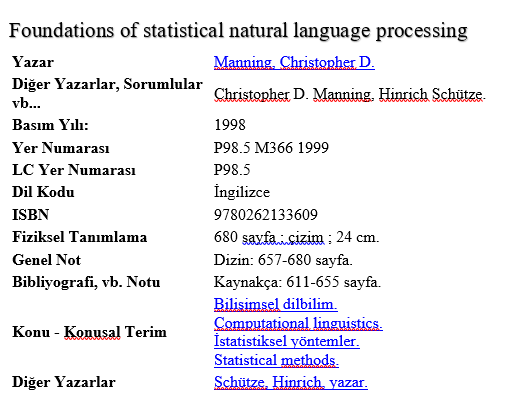 Foundations of statistical natural language processing
Yazar Manning, Christopher D.
Diğer Yazarlar, Sorumlular vb... Christopher D. Manning, Hinrich Schütze.
Basım Yılı: 1998
Yer Numarası P98.5 M366 1999
LC Yer Numarası P98.5
Dil Kodu İngilizce
ISBN 9780262133609
Fiziksel Tanımlama 680 sayfa : çizim ; 24 cm.
Genel Not Dizin: 657-680 sayfa.
Bibliyografi, vb. Notu Kaynakça: 611-655 sayfa.
Konu - Konusal Terim Bilişimsel dilbilim.
Computational linguistics.
İstatistiksel yöntemler.
Statistical methods.
Diğer Yazarlar Schütze, Hinrich, yazar.